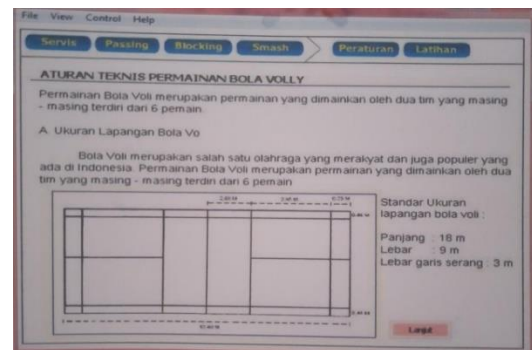 File View Control Help
Servis Passing Blocking Smash Peraturan Latihan
ATURAN TEKNIS PERMAINAN BOLA VOLLY
Permainan Bola Voli merupakan permainan yang dimainkan oleh dua tim yang masing
- masing terdiri dari 6 pemain.
A. Ukuran Lapangan Bola Vo
Bola Voli merupakan salah satu olahraga yang merakyat dan juga populer yang
ada di Indonesia. Permainan Bola Voli merupakan permainan yang dimainkan oleh dua
tim yang masing - masing terdiri dari 6 pemain
Standar Ukuran
lapangan bola voli :
Panjang : 18 m
Lebar : 9 m
Lebar garis serang : 3 m
13.40 M